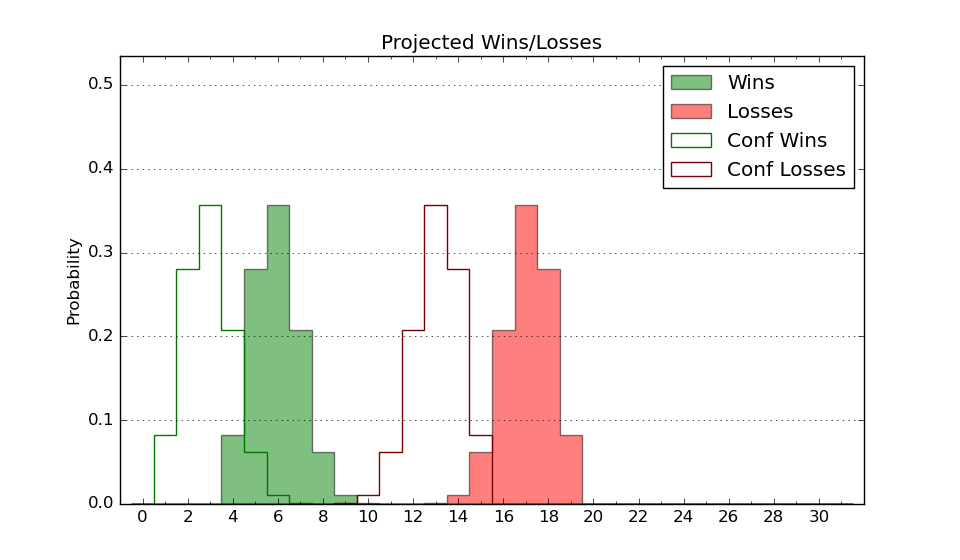 Projected Wins/Losses
Wins
Losses
Conf Wins
Conf Losses
Probability
0.5
0.4
0.3
0.2
0.1
0.0
0 2 4 6 8 10 12 14 16 18 20 22 24 26 28 30